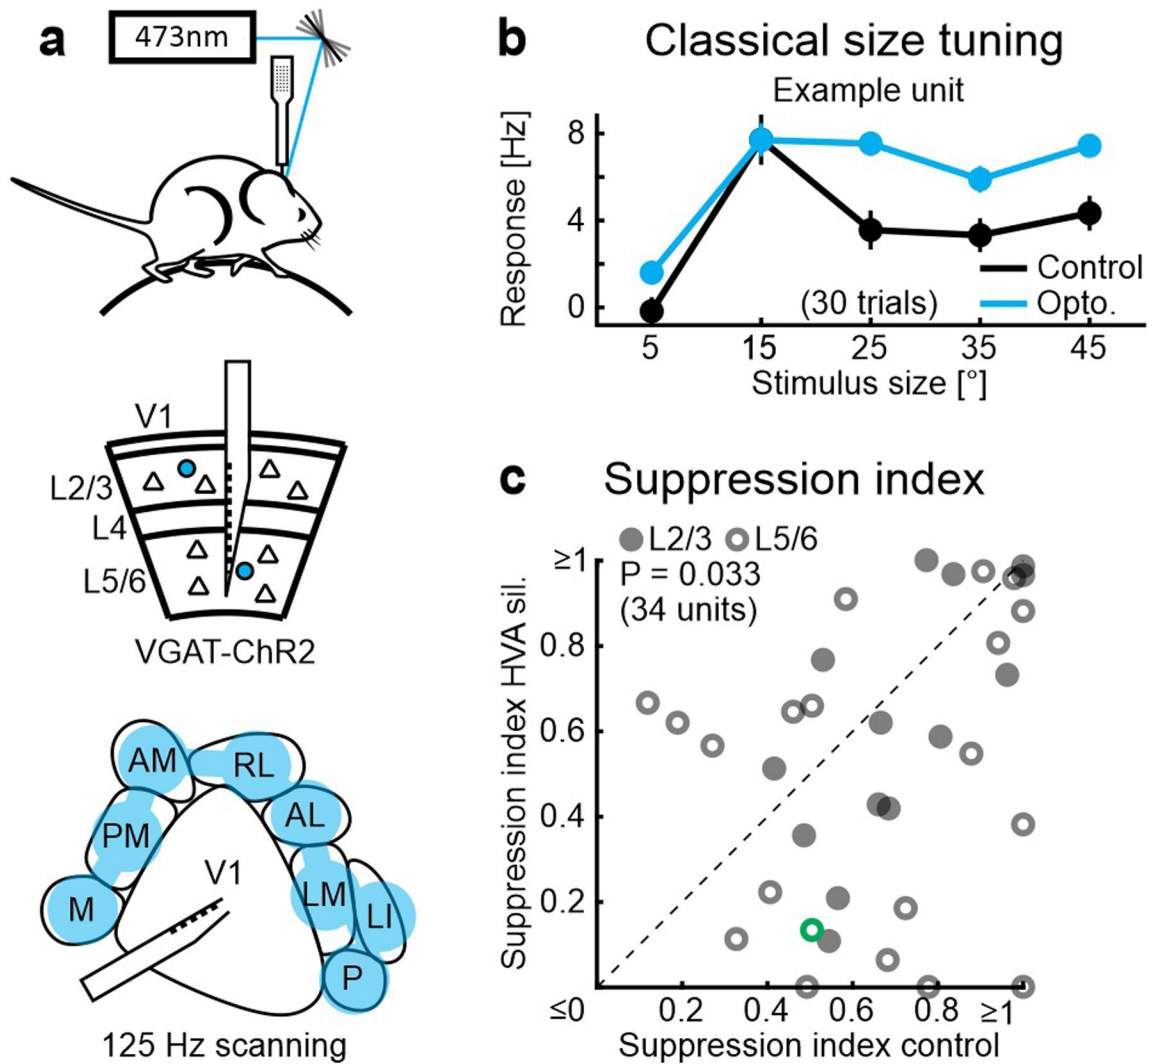 a
473nm
V1
L2/3
L4
L5/6
VGAT-ChR2
AM
RL
PM
AL
V1
M
LM
LI
P
125 Hz scanning
b
Classical size tuning
Example unit
Response [Hz]
8
4
0
(30 trials)
Control
Opto.
5 15 25 35 45
Stimulus size [°]
c
Suppression index
L2/3 L5/6
P = 0.033
(34 units)
Suppression index HVA sil.
≥1
0.8
0.6
0.4
0.2
≤0 0.2 0.4 0.6 0.8 ≥1
Suppression index control